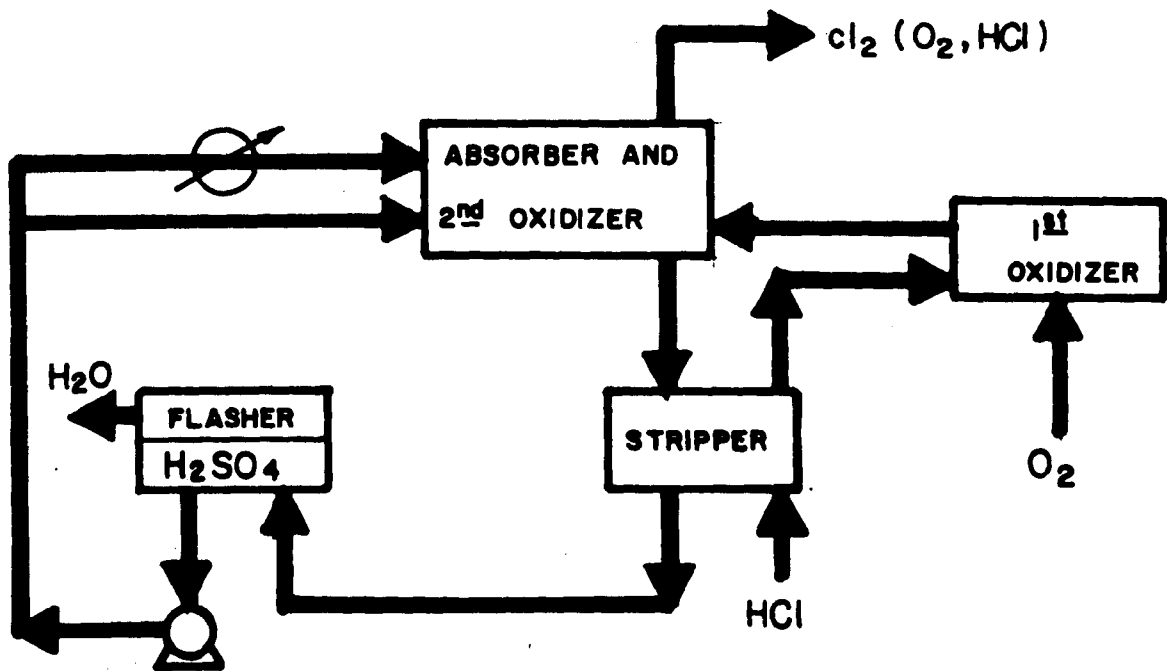 cl₂ (O₂, HCl)
ABSORBER AND
2nd OXIDIZER
1st
OXIDIZER
H₂O
FLASHER
H₂SO₄
STRIPPER
O₂
HCl